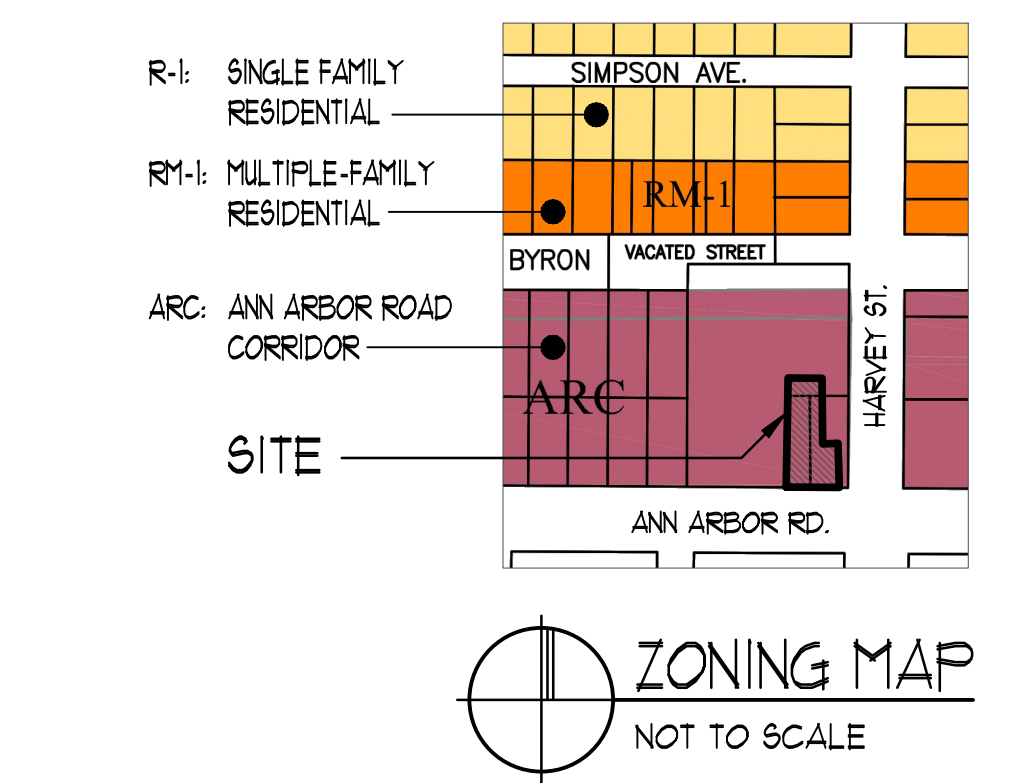 R-1: SINGLE FAMILY
RESIDENTIAL
RM-1: MULTIPLE-FAMILY
RESIDENTIAL
ARC: ANN ARBOR ROAD
CORRIDOR
SITE
SIMPSON AVE.
RM-1
BYRON
VACATED STREET
HARVEY ST.
ARC
ANN ARBOR RD.
ZONING MAP
NOT TO SCALE